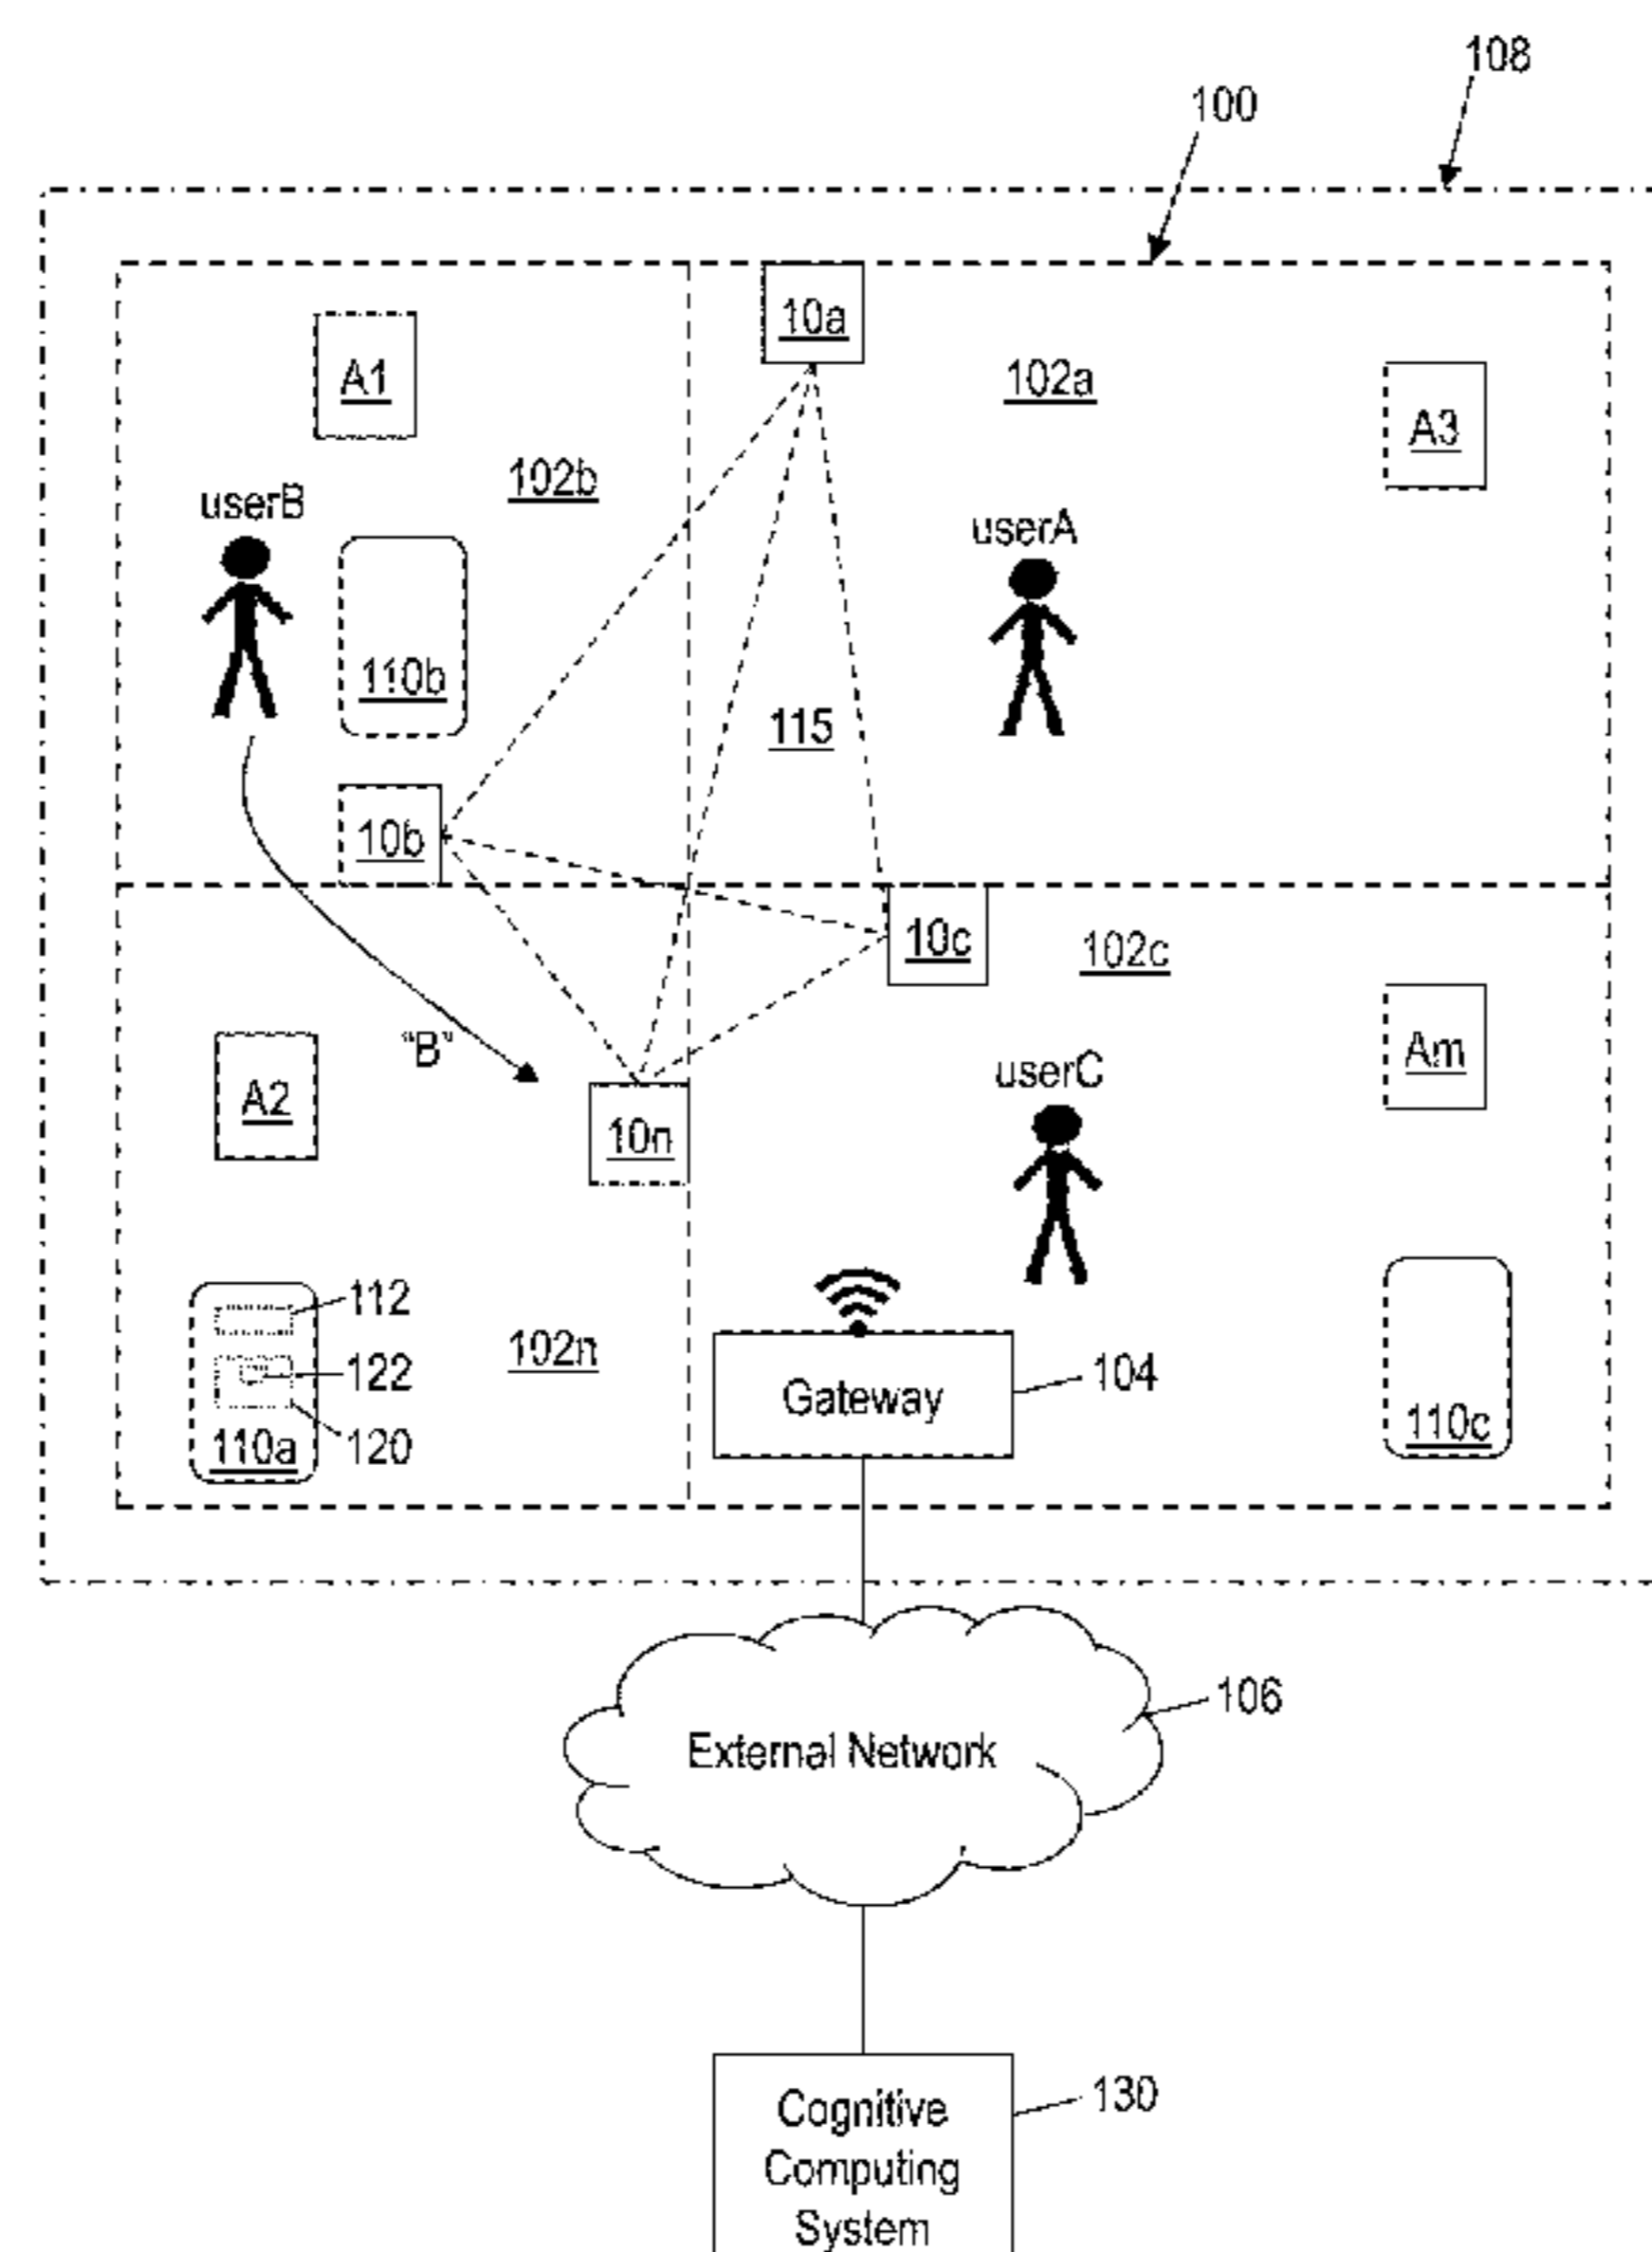 108
100
10a
A1
102a
A3
102b
userB
userA
110b
115
10b
10c
102c
"B"
A2
Am
userC
10n
112
102n
122
104
Gateway
110a
120
110c
106
External Network
130
Cognitive
Computing
System